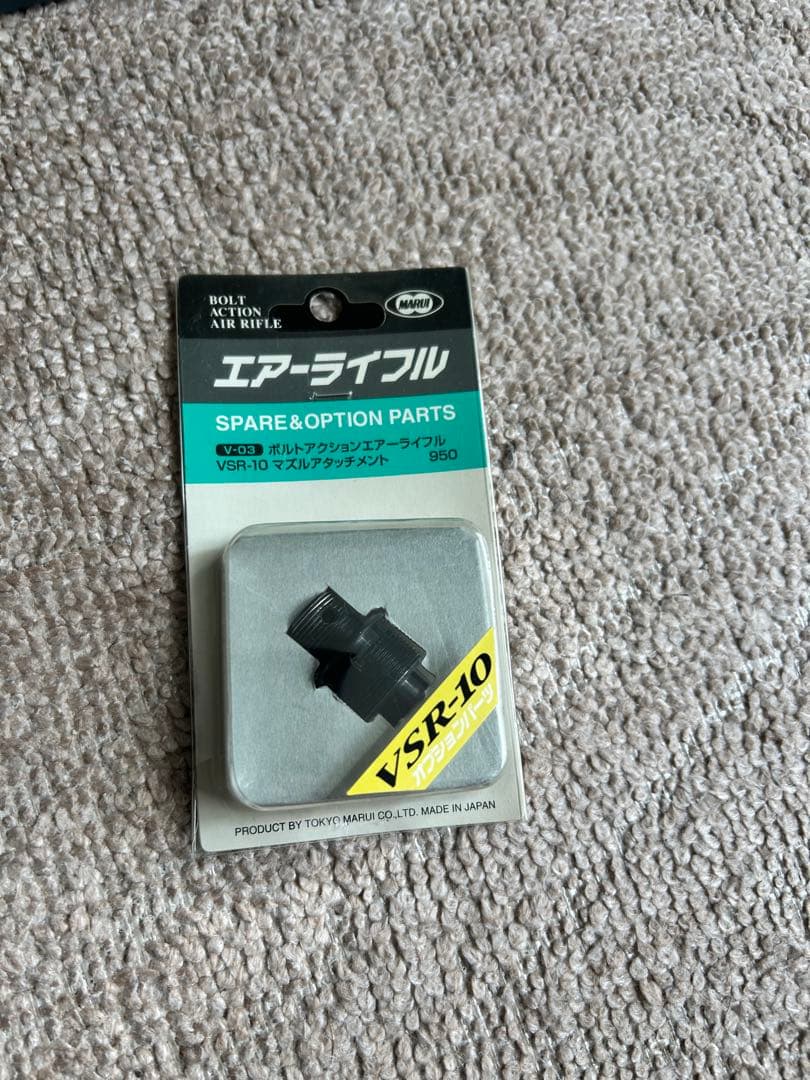 BOLT
ACTION
AIR RIFLE
MARUI
エアーライフル
SPARE&OPTION PARTS
V-03 ボルトアクションエアーライフル
VSR-10 マズルアタッチメント 950
VSR-10
オプションパーツ
PRODUCT BY TOKYO MARUI CO.,LTD. MADE IN JAPAN